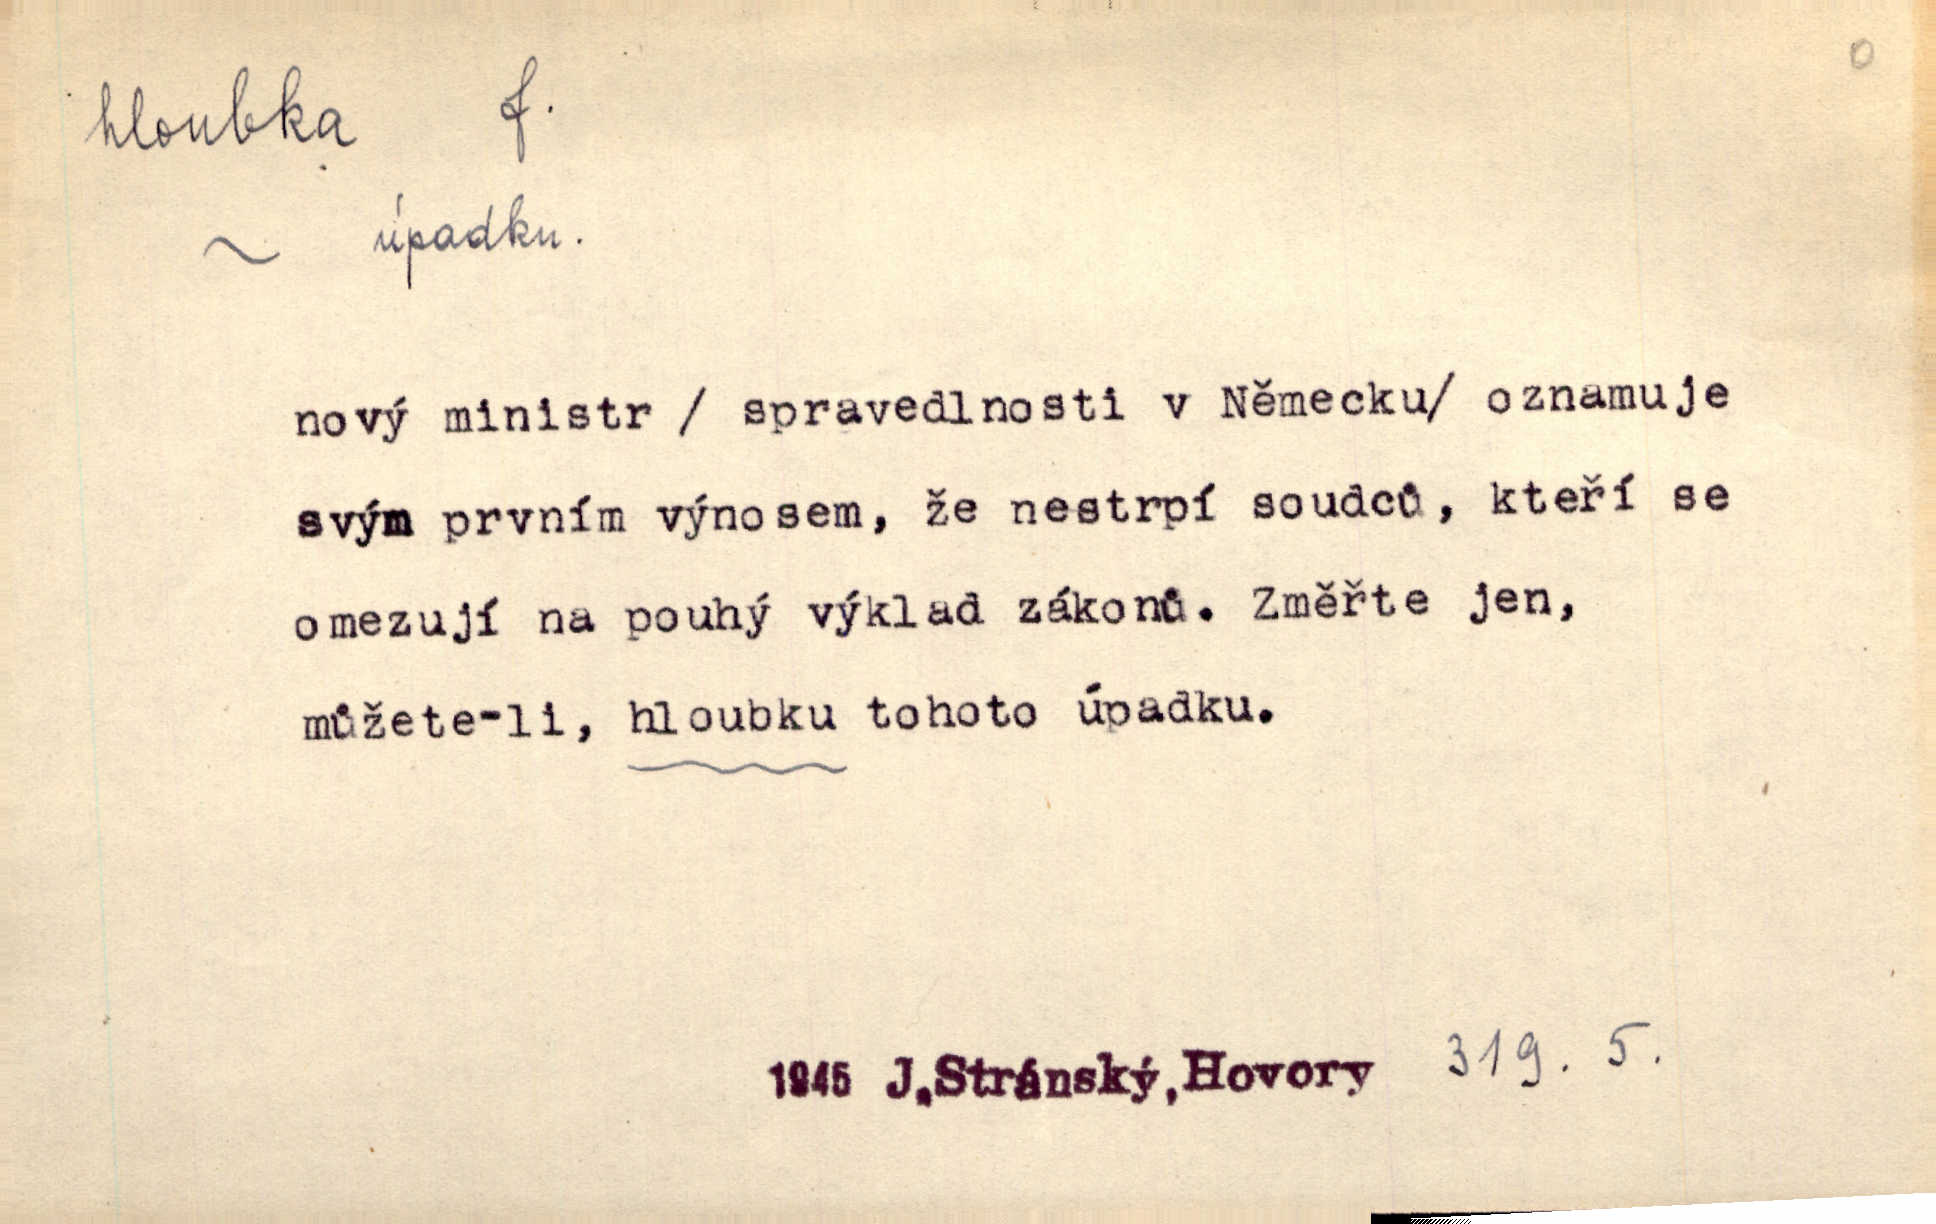 o
hloubka f.
~ úpadku.
nový ministr / spravedlnosti v Německu/ oznamuje
svým prvním výnosem, že nestrpí soudců, kteří se
omezují na pouhý výklad zákonů. Změřte jen,
můžete-li, hloubku tohoto úpadku.
1945 J.Stránský,Hovory 319. 5.